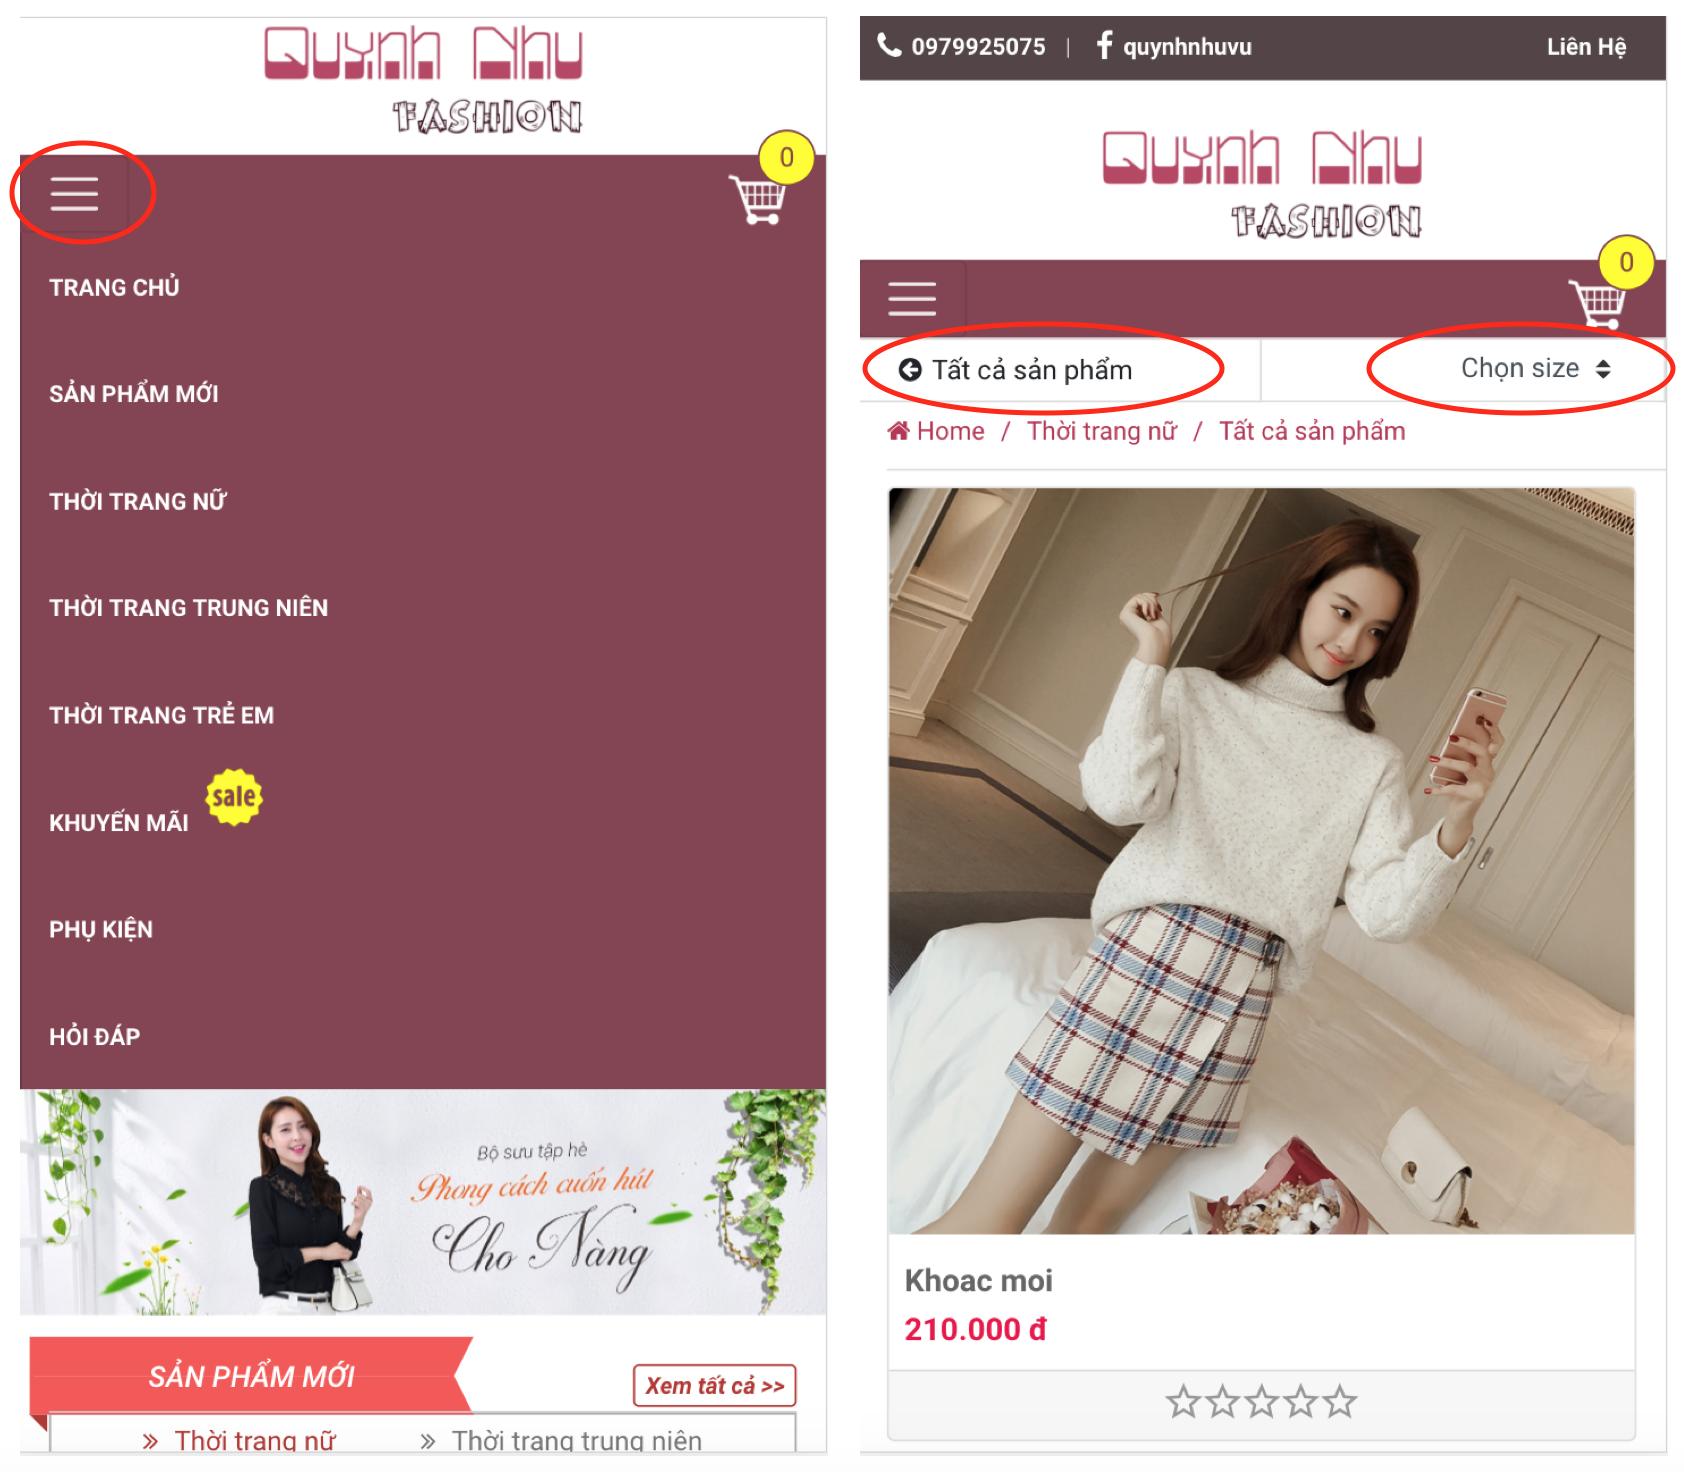 Quỳnh Như
FASHION
0
TRANG CHỦ
SẢN PHẨM MỚI
THỜI TRANG NỮ
THỜI TRANG TRUNG NIÊN
THỜI TRANG TRẺ EM
KHUYẾN MÃI
sale
PHỤ KIỆN
HỎI ĐÁP
Bộ sưu tập hè
Phong cách cuốn hút
Cho Nàng
SẢN PHẨM MỚI
Xem tất cả >>
» Thời trang nữ » Thời trang trung niên
0979925075 | quynhnhuvu Liên Hệ
Quynh Nhu
FASHION
0
Tất cả sản phẩm
Chọn size
Home / Thời trang nữ / Tất cả sản phẩm
Khoac moi
210.000 đ